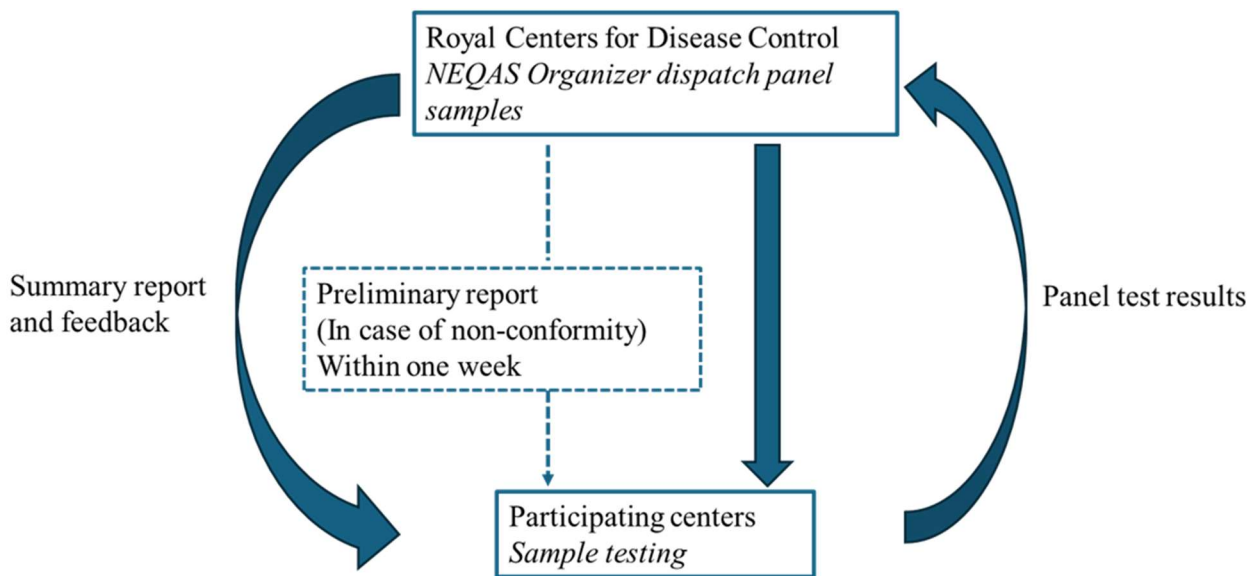 Royal Centers for Disease Control
NEQAS Organizer dispatch panel
samples
Summary report
and feedback
Preliminary report
(In case of non-conformity)
Within one week
Panel test results
Participating centers
Sample testing